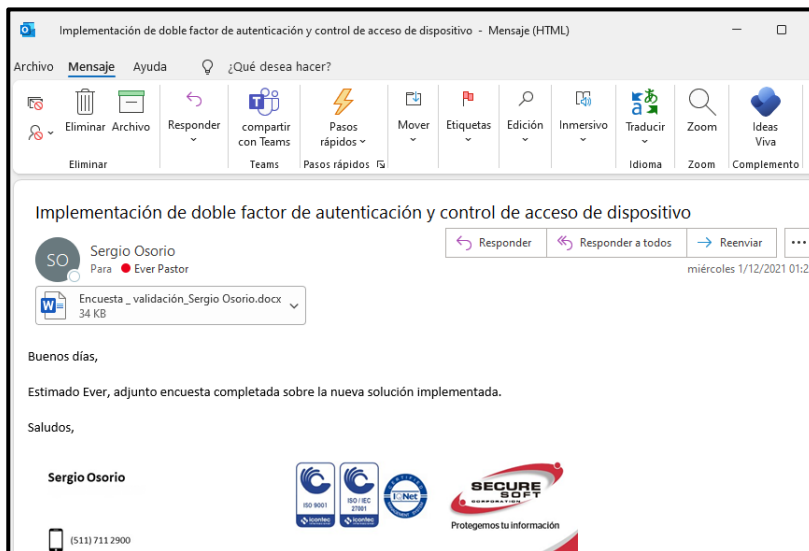 Implementación de doble factor de autenticación y control de acceso de dispositivo - Mensaje (HTML)
Archivo Mensaje Ayuda ¿Qué desea hacer?
Eliminar Archivo Responder compartir con Teams Pasos rápidos Mover Etiquetas Edición Inmersivo Traducir Zoom Ideas Viva
Eliminar Teams Pasos rápidos Idioma Zoom Complemento
Implementación de doble factor de autenticación y control de acceso de dispositivo
SO
Sergio Osorio
Para Ever Pastor
Responder Responder a todos Reenviar
miércoles 1/12/2021 01:2
Encuesta _ validación_Sergio Osorio.docx
34 KB
Buenos días,
Estimado Ever, adjunto encuesta completada sobre la nueva solución implementada.
Saludos,
Sergio Osorio
ISO 9001
icontec
ISO / IEC
27001
icontec
CERTIFIED
IQNet
SECURE
SOFT
CORPORATION
Protegemos tu información
(511) 711 2900